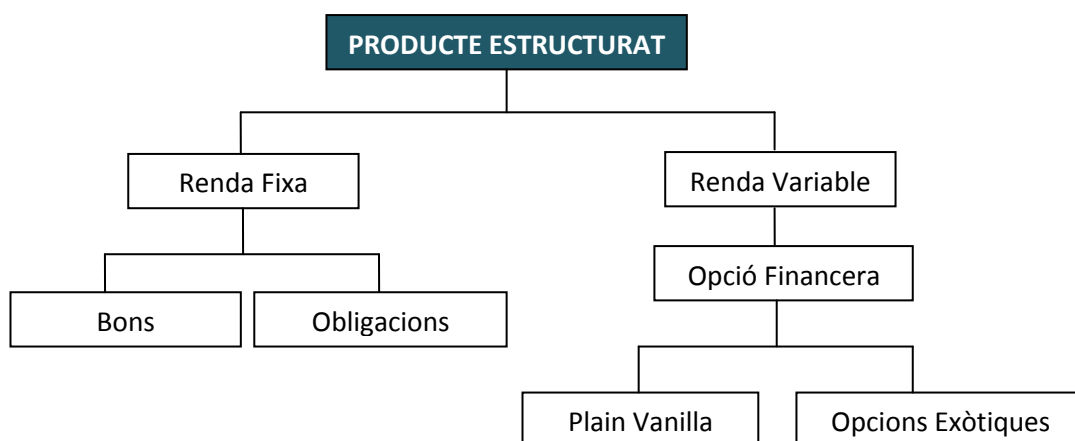 PRODUCTE ESTRUCTURAT
Renda Fixa
Renda Variable
Opció Financera
Bons
Obligacions
Plain Vanilla
Opcions Exòtiques